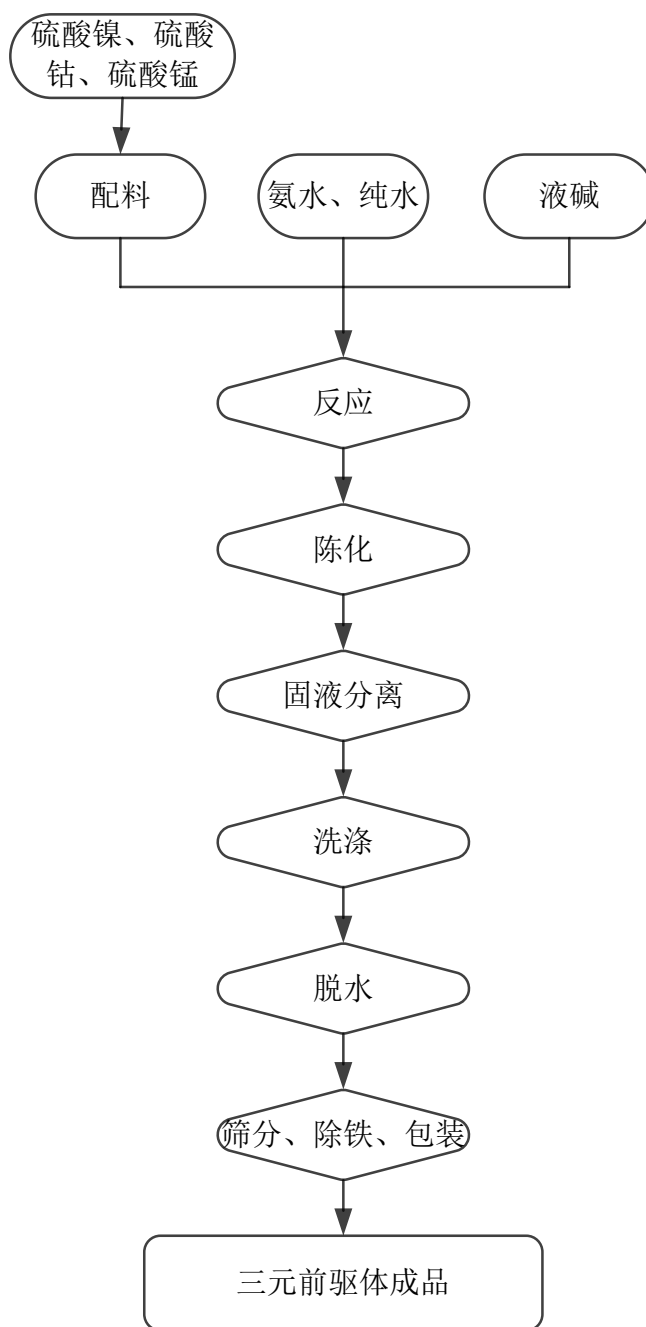 硫酸镍、硫酸
钴、硫酸锰
配料
氨水、纯水
液碱
反应
陈化
固液分离
洗涤
脱水
筛分、除铁、包装
三元前驱体成品